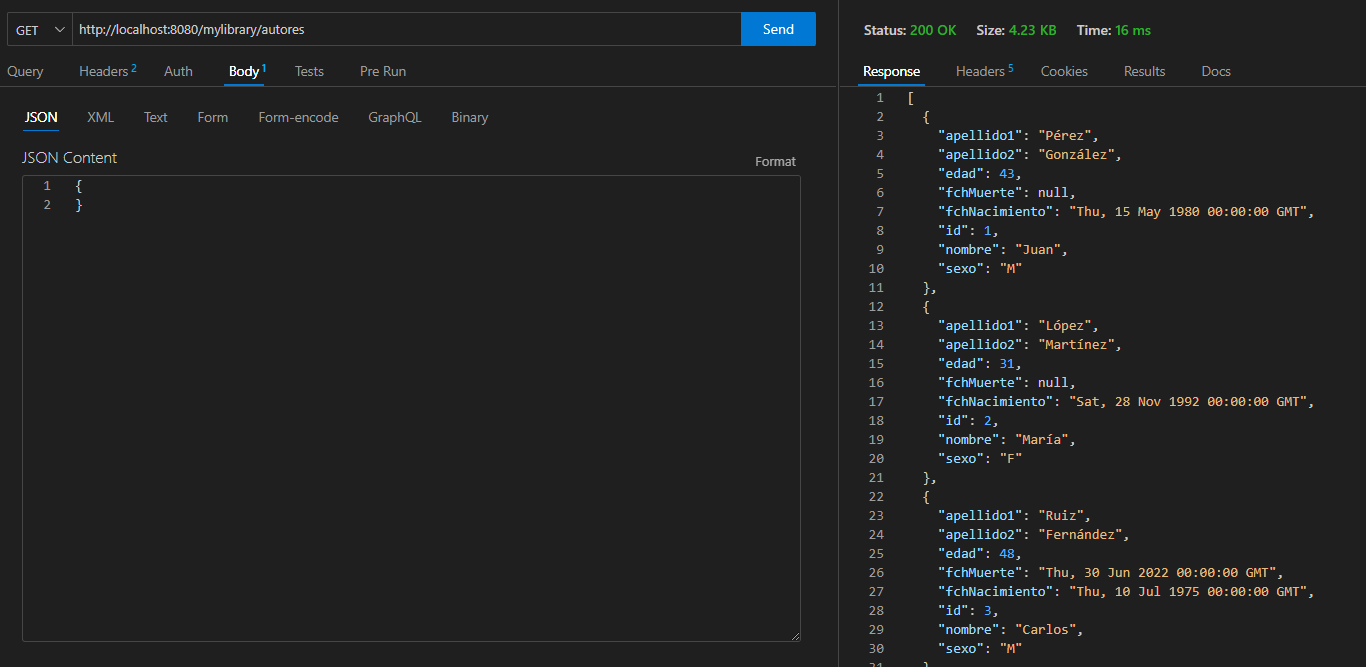 GET http://localhost:8080/mylibrary/autores Send
Query Headers 2 Auth Body 1 Tests Pre Run
JSON XML Text Form Form-encode GraphQL Binary
JSON Content Format
1 {
2 }
Status: 200 OK Size: 4.23 KB Time: 16 ms
Response Headers 5 Cookies Results Docs
1 [
2 {
3 "apellido1": "Pérez",
4 "apellido2": "González",
5 "edad": 43,
6 "fchMuerte": null,
7 "fchNacimiento": "Thu, 15 May 1980 00:00:00 GMT",
8 "id": 1,
9 "nombre": "Juan",
10 "sexo": "M"
11 },
12 {
13 "apellido1": "López",
14 "apellido2": "Martínez",
15 "edad": 31,
16 "fchMuerte": null,
17 "fchNacimiento": "Sat, 28 Nov 1992 00:00:00 GMT",
18 "id": 2,
19 "nombre": "María",
20 "sexo": "F"
21 },
22 {
23 "apellido1": "Ruiz",
24 "apellido2": "Fernández",
25 "edad": 48,
26 "fchMuerte": "Thu, 30 Jun 2022 00:00:00 GMT",
27 "fchNacimiento": "Thu, 10 Jul 1975 00:00:00 GMT",
28 "id": 3,
29 "nombre": "Carlos",
30 "sexo": "M"